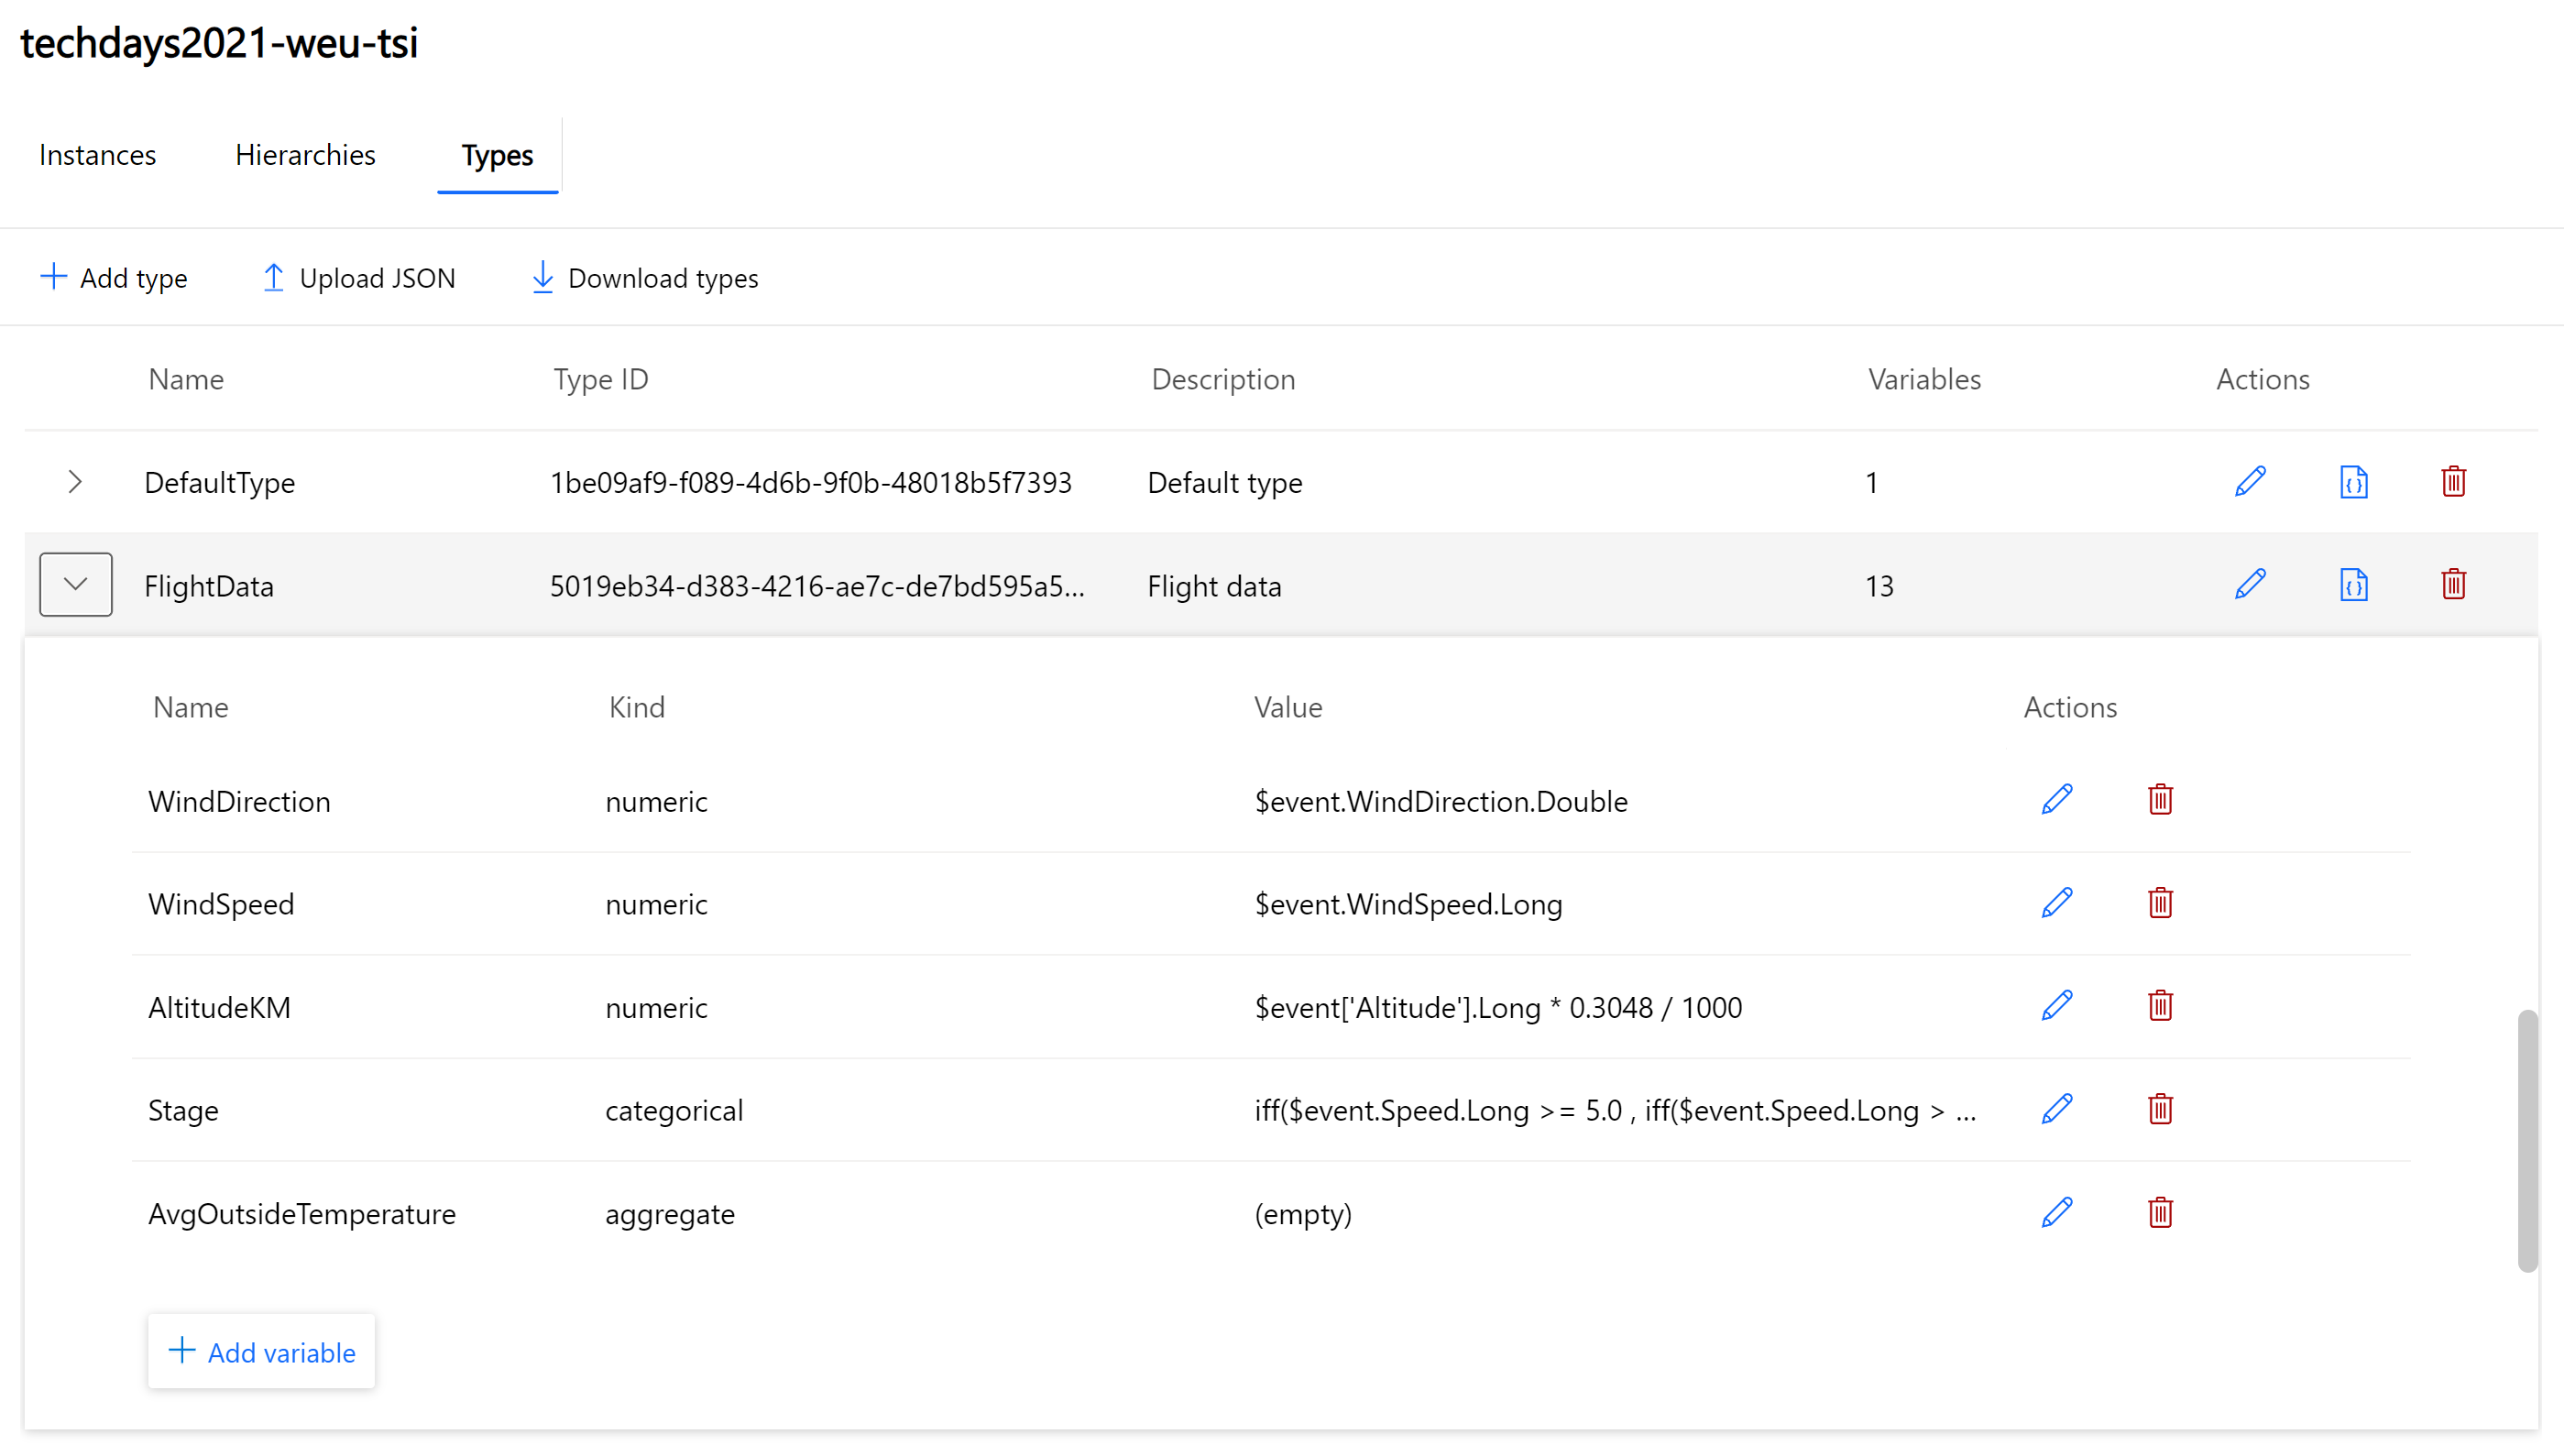 techdays2021-weu-tsi
Instances Hierarchies Types
Add type Upload JSON Download types
Name Type ID Description Variables Actions
DefaultType 1be09af9-f089-4d6b-9f0b-48018b5f7393 Default type 1
FlightData 5019eb34-d383-4216-ae7c-de7bd595a5... Flight data 13
Name Kind Value Actions
WindDirection numeric $event.WindDirection.Double
WindSpeed numeric $event.WindSpeed.Long
AltitudeKM numeric $event['Altitude'].Long * 0.3048 / 1000
Stage categorical iff($event.Speed.Long >= 5.0 , iff($event.Speed.Long > ...
AvgOutsideTemperature aggregate (empty)
Add variable